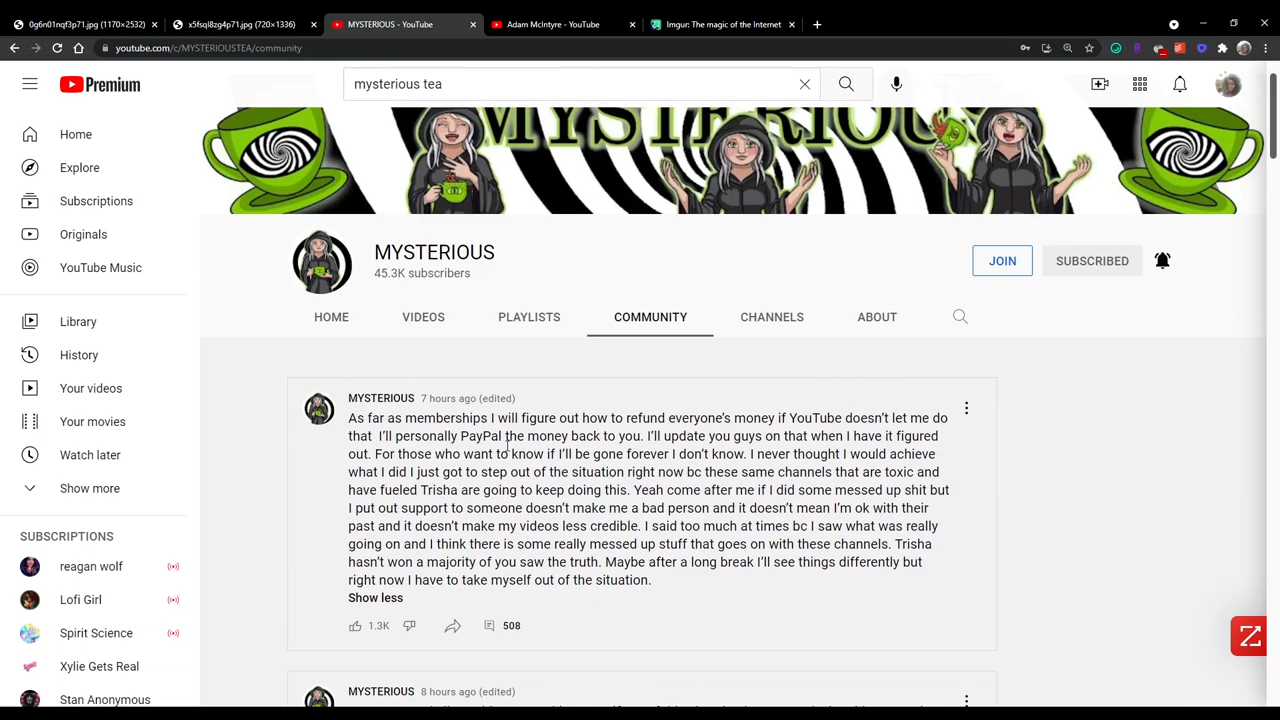 0g6n01nqf3p71.jpg (1170×2532)
x5fsql8zg4p71.jpg (720×1336)
MYSTERIOUS - YouTube
Adam McIntyre - YouTube
Imgur: The magic of the Internet
youtube.com/c/MYSTERIOUSTEA/community
Premium
mysterious tea
MYSTERIOUS
Home
Explore
Subscriptions
Originals
YouTube Music
Library
History
Your videos
Your movies
Watch later
Show more
SUBSCRIPTIONS
reagan wolf
Lofi Girl
Spirit Science
Xylie Gets Real
Stan Anonymous
MYSTERIOUS
45.3K subscribers
JOIN
SUBSCRIBED
HOME
VIDEOS
PLAYLISTS
COMMUNITY
CHANNELS
ABOUT
MYSTERIOUS 7 hours ago (edited)
As far as memberships I will figure out how to refund everyone's money if YouTube doesn't let me do
that I'll personally PayPal the money back to you. I'll update you guys on that when I have it figured
out. For those who want to know if I'll be gone forever I don't know. I never thought I would achieve
what I did I just got to step out of the situation right now bc these same channels that are toxic and
have fueled Trisha are going to keep doing this. Yeah come after me if I did some messed up shit but
I put out support to someone doesn't make me a bad person and it doesn't mean I'm ok with their
past and it doesn't make my videos less credible. I said too much at times bc I saw what was really
going on and I think there is some really messed up stuff that goes on with these channels. Trisha
hasn't won a majority of you saw the truth. Maybe after a long break I'll see things differently but
right now I have to take myself out of the situation.
Show less
1.3K
508
MYSTERIOUS 8 hours ago (edited)